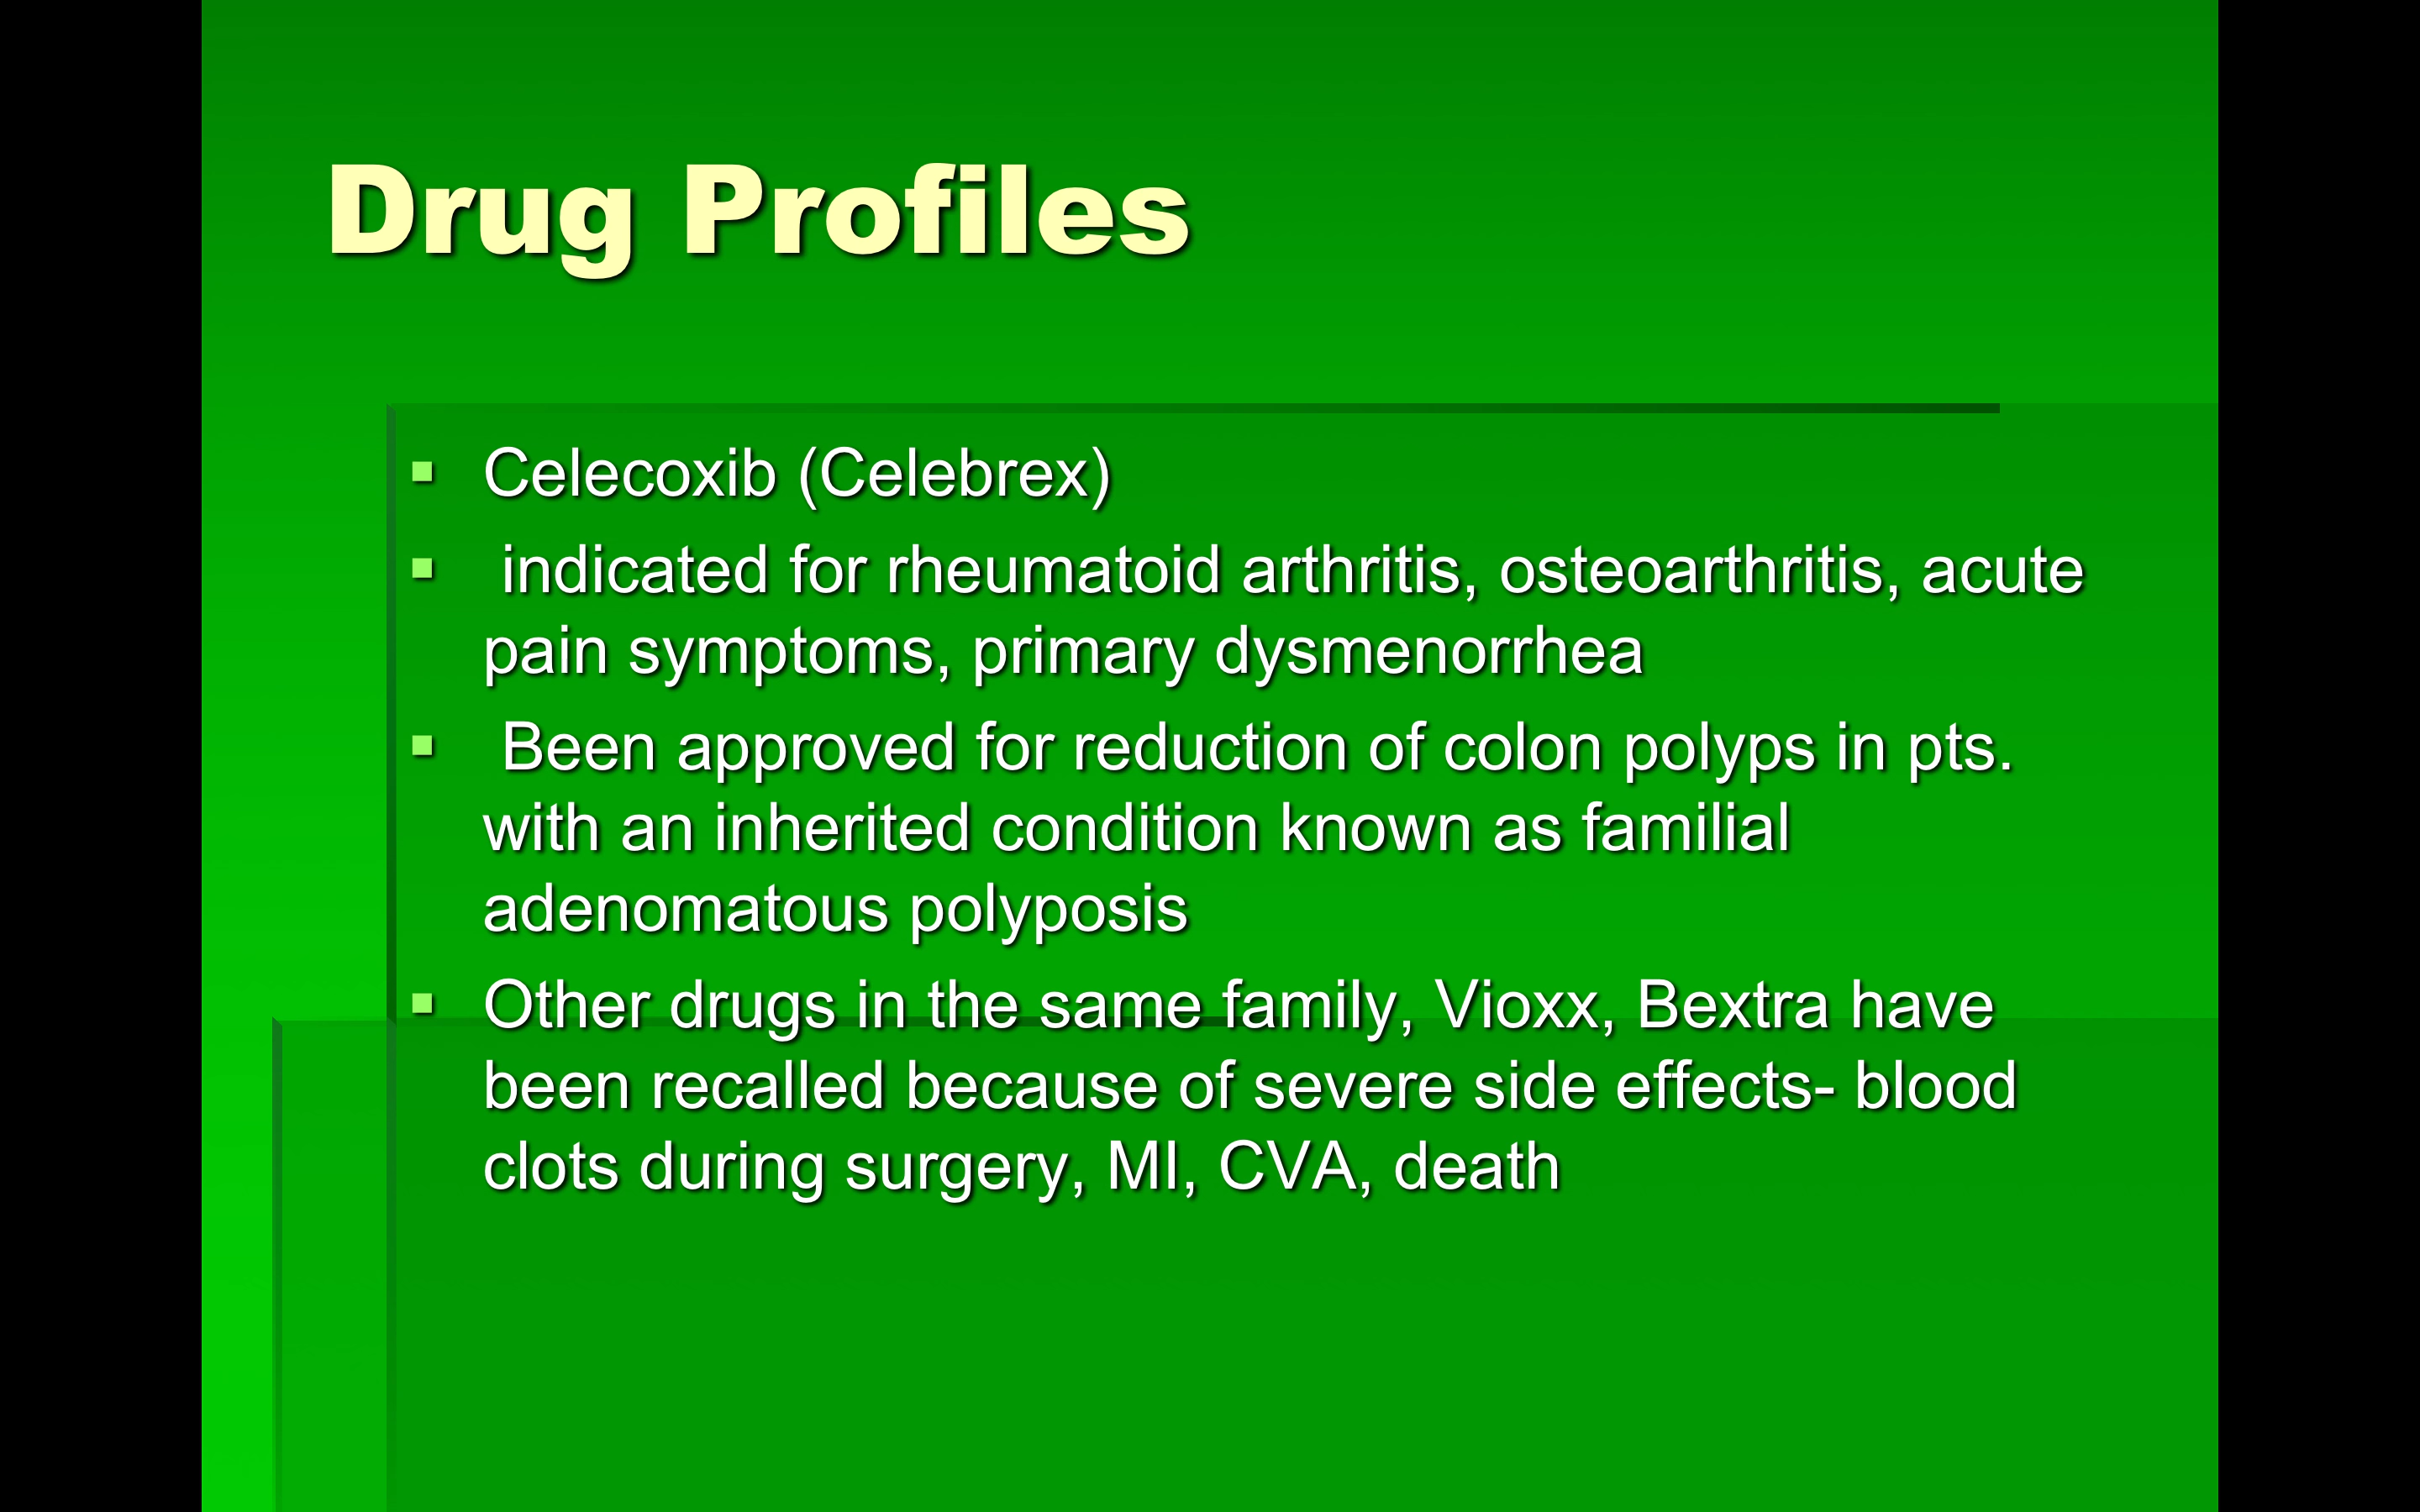 Drug Profiles
Celecoxib (Celebrex)
indicated for rheumatoid arthritis, osteoarthritis, acute
pain symptoms, primary dysmenorrhea
Been approved for reduction of colon polyps in pts.
with an inherited condition known as familial
adenomatous polyposis
Other drugs in the same family, Vioxx, Bextra have
been recalled because of severe side effects- blood
clots during surgery, MI, CVA, death